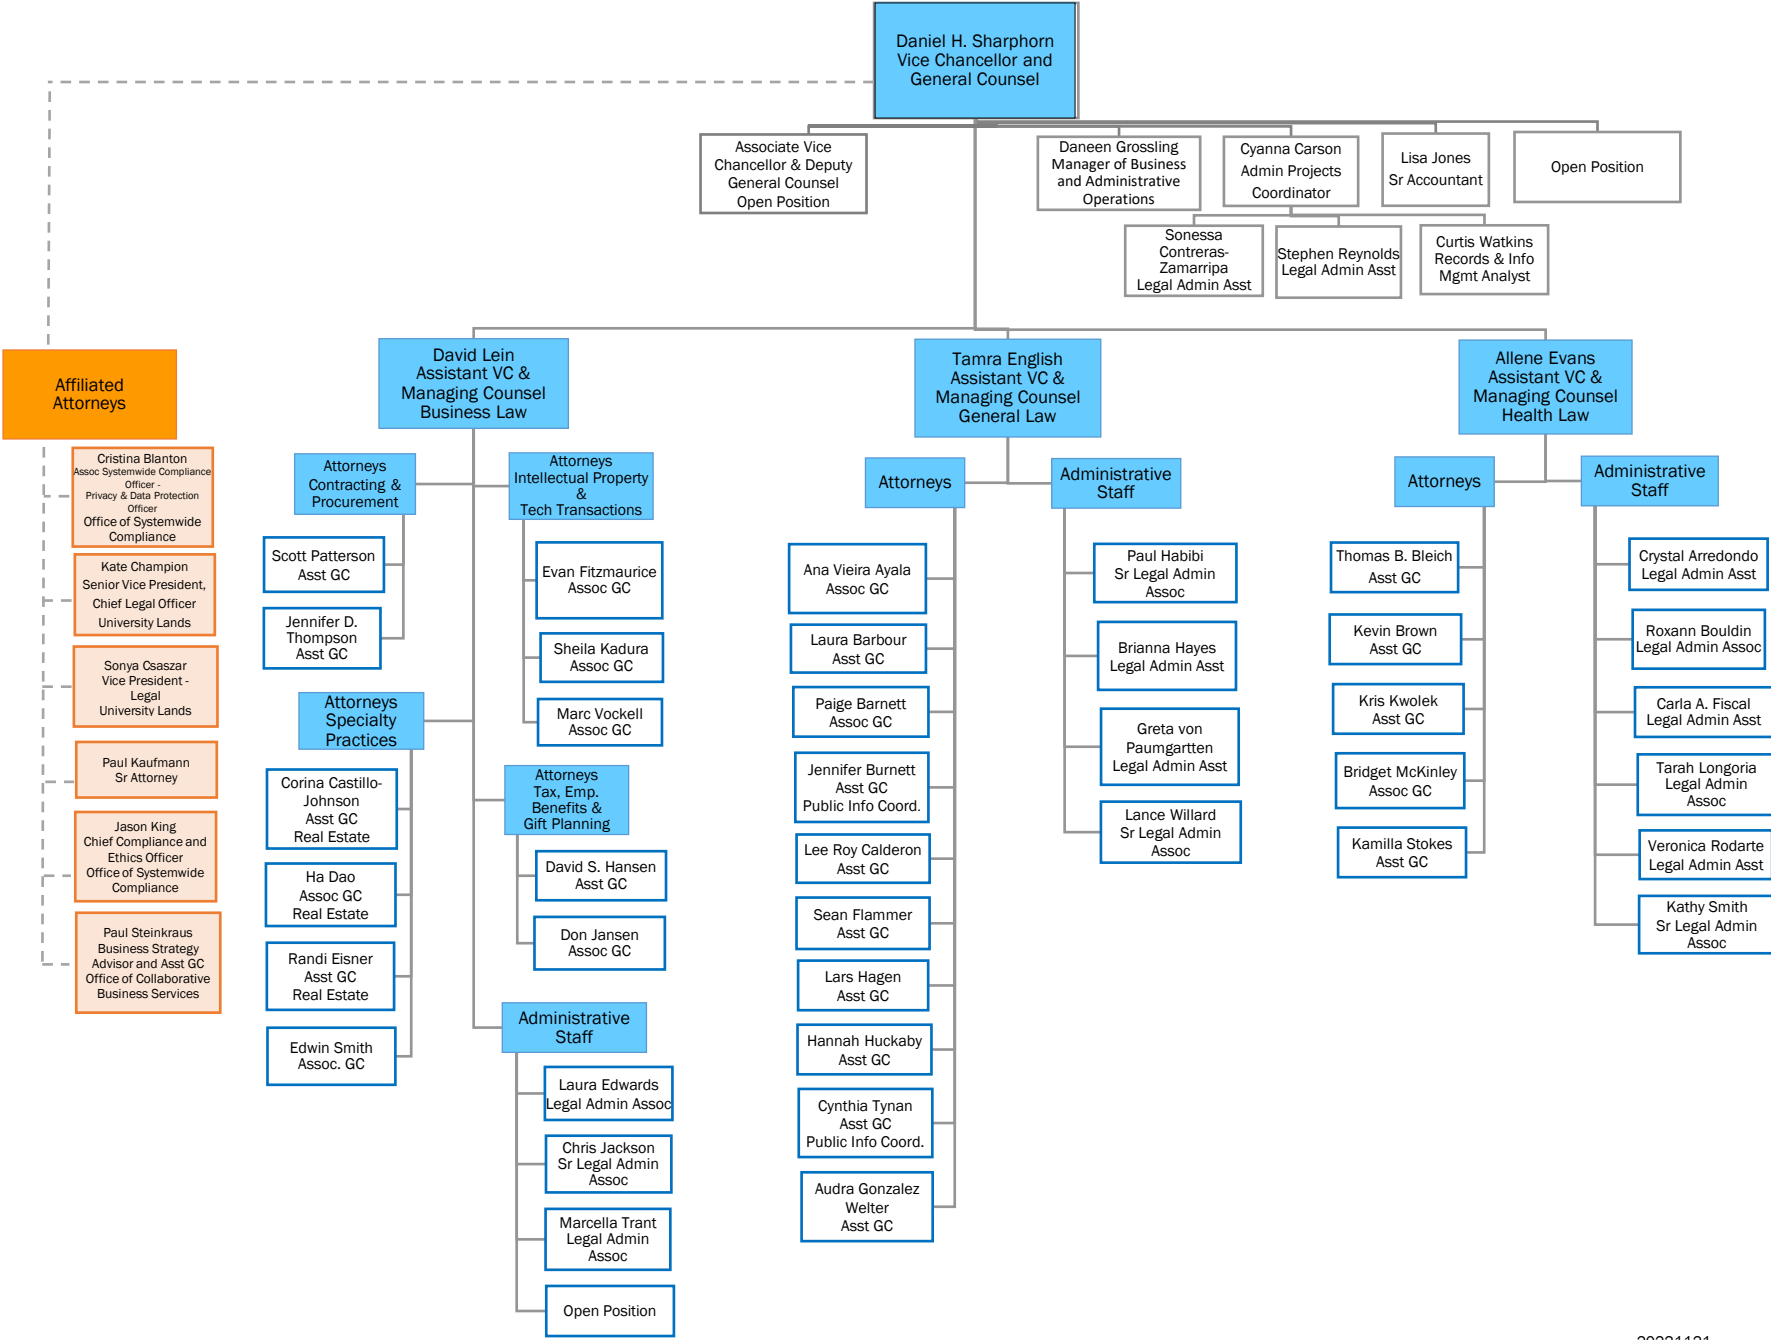 Daniel H. Sharphorn
Vice Chancellor and
General Counsel
Associate Vice
Chancellor & Deputy
General Counsel
Open Position
Daneen Grossling
Manager of Business
and Administrative
Operations
Cyanna Carson
Admin Projects
Coordinator
Lisa Jones
Sr Accountant
Open Position
Sonessa
Contreras-
Zamarripa
Legal Admin Asst
Stephen Reynolds
Legal Admin Asst
Curtis Watkins
Records & Info
Mgmt Analyst
Affiliated
Attorneys
Cristina Blanton
Assoc Systemwide Compliance
Officer -
Privacy & Data Protection
Officer
Office of Systemwide
Compliance
Kate Champion
Senior Vice President,
Chief Legal Officer
University Lands
Sonya Csaszar
Vice President -
Legal
University Lands
Paul Kaufmann
Sr Attorney
Jason King
Chief Compliance and
Ethics Officer
Office of Systemwide
Compliance
Paul Steinkraus
Business Strategy
Advisor and Asst GC
Office of Collaborative
Business Services
David Lein
Assistant VC &
Managing Counsel
Business Law
Attorneys
Contracting &
Procurement
Scott Patterson
Asst GC
Jennifer D.
Thompson
Asst GC
Attorneys
Specialty
Practices
Corina Castillo-
Johnson
Asst GC
Real Estate
Ha Dao
Assoc GC
Real Estate
Randi Eisner
Asst GC
Real Estate
Edwin Smith
Assoc. GC
Attorneys
Intellectual Property
&
Tech Transactions
Evan Fitzmaurice
Assoc GC
Sheila Kadura
Assoc GC
Marc Vockell
Assoc GC
Attorneys
Tax, Emp.
Benefits &
Gift Planning
David S. Hansen
Asst GC
Don Jansen
Assoc GC
Administrative
Staff
Laura Edwards
Legal Admin Assoc
Chris Jackson
Sr Legal Admin
Assoc
Marcella Trant
Legal Admin
Assoc
Open Position
Tamra English
Assistant VC &
Managing Counsel
General Law
Attorneys
Ana Vieira Ayala
Assoc GC
Laura Barbour
Asst GC
Paige Barnett
Assoc GC
Jennifer Burnett
Asst GC
Public Info Coord.
Lee Roy Calderon
Asst GC
Sean Flammer
Asst GC
Lars Hagen
Asst GC
Hannah Huckaby
Asst GC
Cynthia Tynan
Asst GC
Public Info Coord.
Audra Gonzalez
Welter
Asst GC
Administrative
Staff
Paul Habibi
Sr Legal Admin
Assoc
Brianna Hayes
Legal Admin Asst
Greta von
Paumgartten
Legal Admin Asst
Lance Willard
Sr Legal Admin
Assoc
Allene Evans
Assistant VC &
Managing Counsel
Health Law
Attorneys
Thomas B. Bleich
Asst GC
Kevin Brown
Asst GC
Kris Kwolek
Asst GC
Bridget McKinley
Assoc GC
Kamilla Stokes
Asst GC
Administrative
Staff
Crystal Arredondo
Legal Admin Asst
Roxann Bouldin
Legal Admin Assoc
Carla A. Fiscal
Legal Admin Asst
Tarah Longoria
Legal Admin
Assoc
Veronica Rodarte
Legal Admin Asst
Kathy Smith
Sr Legal Admin
Assoc